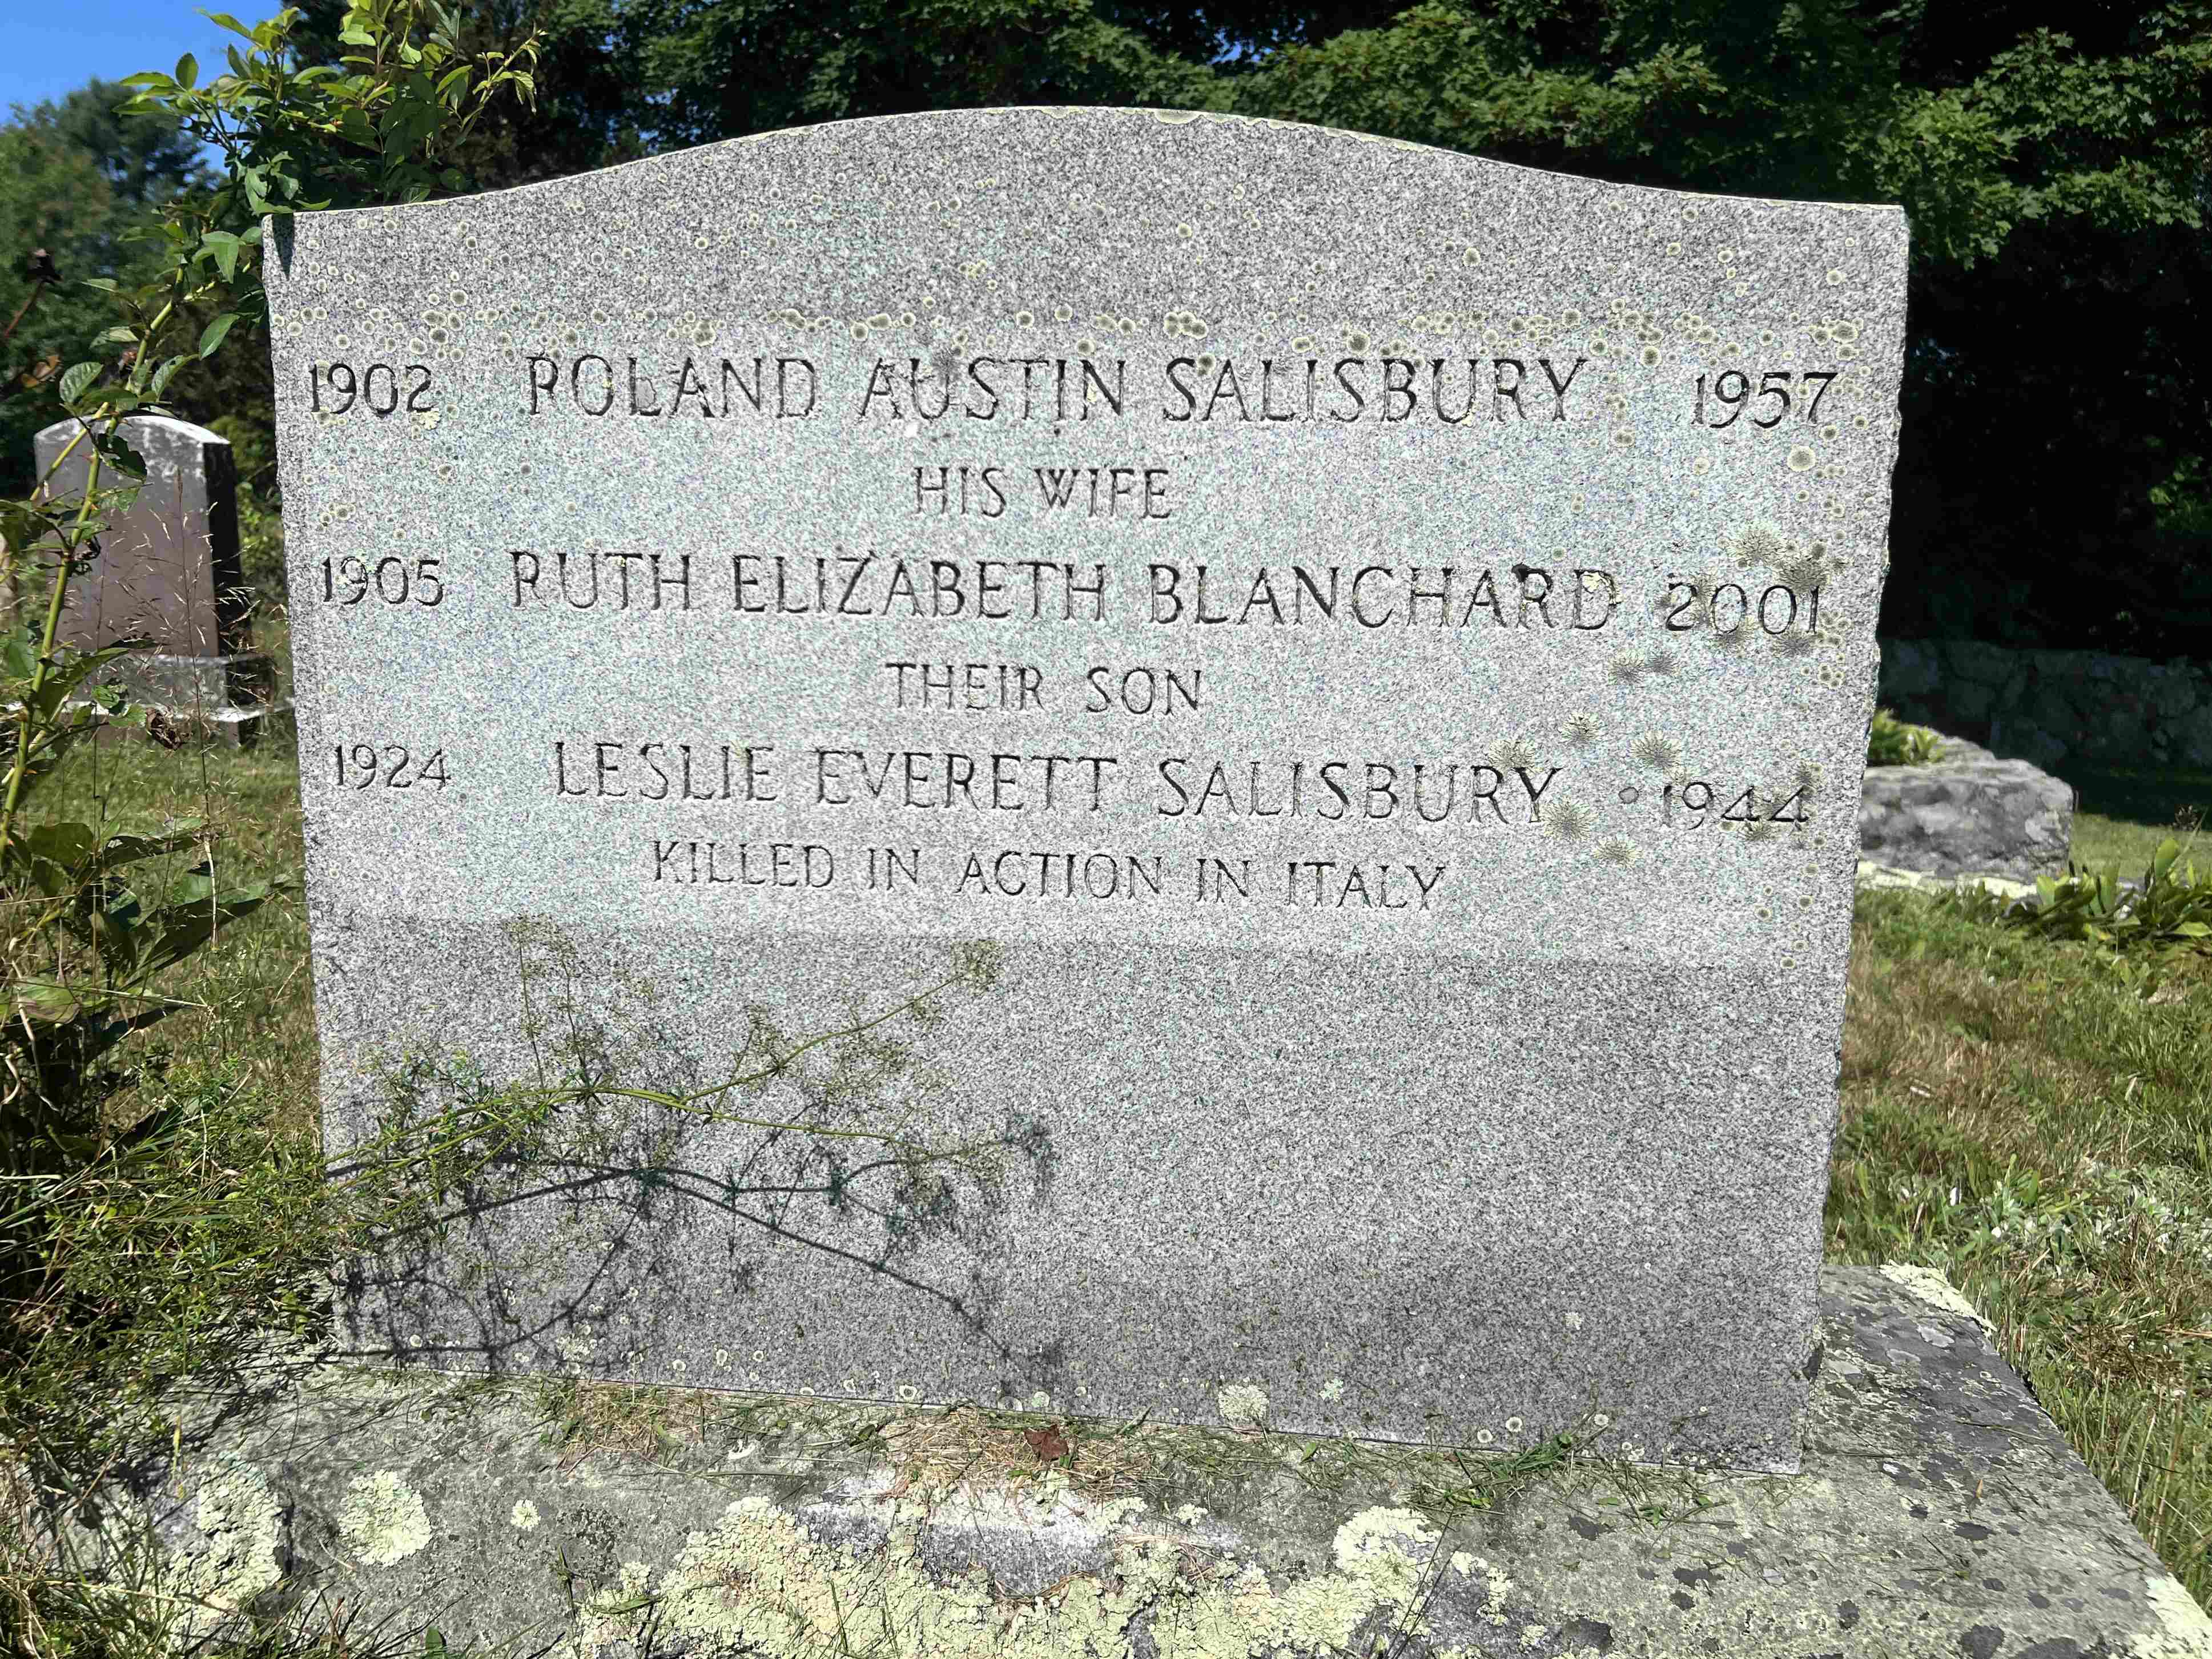 1902 ROLAND AUSTIN SALISBURY 1957
HIS WIFE
1905 RUTH ELIZABETH BLANCHARD 2001
THEIR SON
1924 LESLIE EVERETT SALISBURY 1944
KILLED IN ACTION IN ITALY